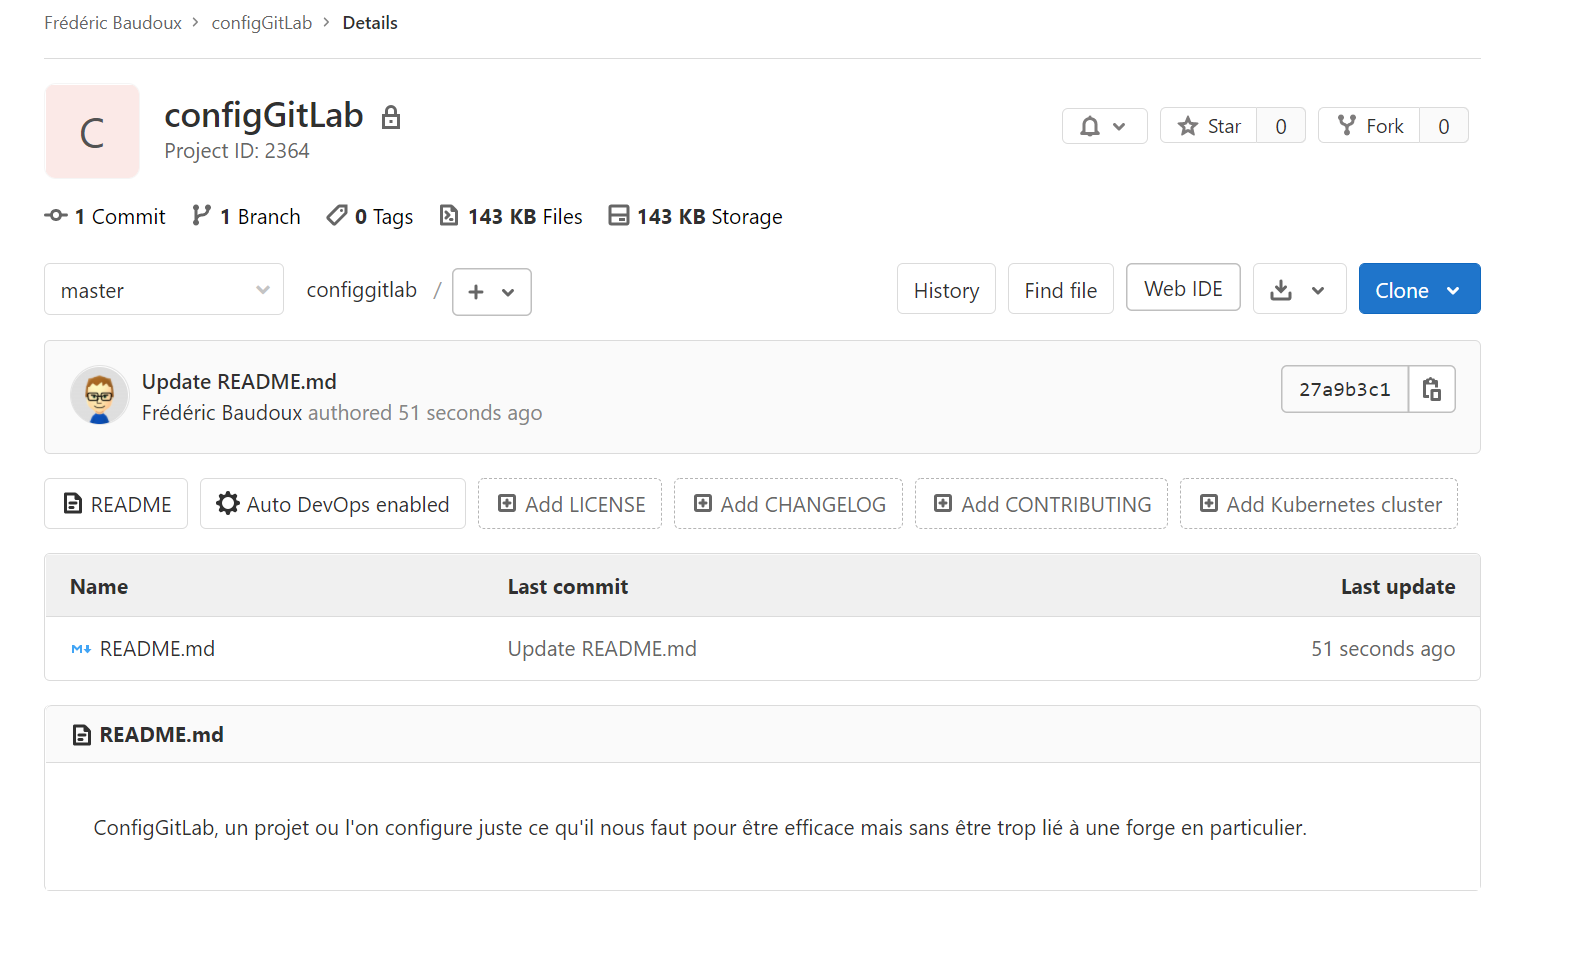 Frédéric Baudoux > configGitLab > Details
C
configGitLab
Project ID: 2364
Star 0 Fork 0
1 Commit 1 Branch 0 Tags 143 KB Files 143 KB Storage
master configgitlab / + History Find file Web IDE Clone
Update README.md
Frédéric Baudoux authored 51 seconds ago
27a9b3c1
README Auto DevOps enabled Add LICENSE Add CHANGELOG Add CONTRIBUTING Add Kubernetes cluster
Name Last commit Last update
M↓ README.md Update README.md 51 seconds ago
README.md
ConfigGitLab, un projet ou l'on configure juste ce qu'il nous faut pour être efficace mais sans être trop lié à une forge en particulier.